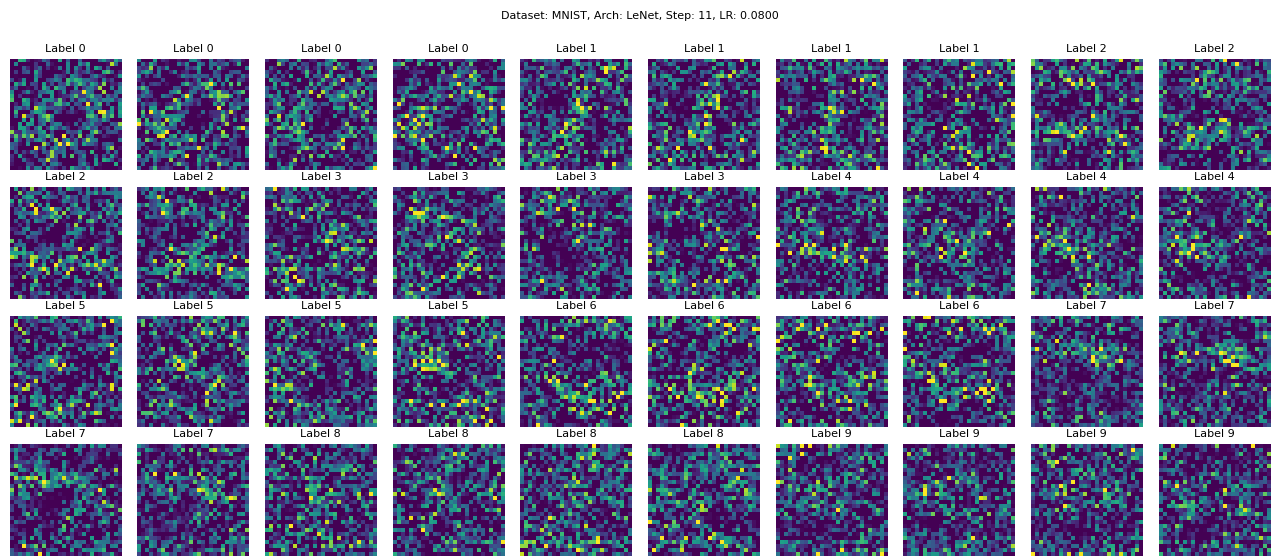 Dataset: MNIST, Arch: LeNet, Step: 11, LR: 0.0800
Label 0 Label 0 Label 0 Label 0 Label 1 Label 1 Label 1 Label 1 Label 2 Label 2
Label 2 Label 2 Label 3 Label 3 Label 3 Label 3 Label 4 Label 4 Label 4 Label 4
Label 5 Label 5 Label 5 Label 5 Label 6 Label 6 Label 6 Label 6 Label 7 Label 7
Label 7 Label 7 Label 8 Label 8 Label 8 Label 8 Label 9 Label 9 Label 9 Label 9